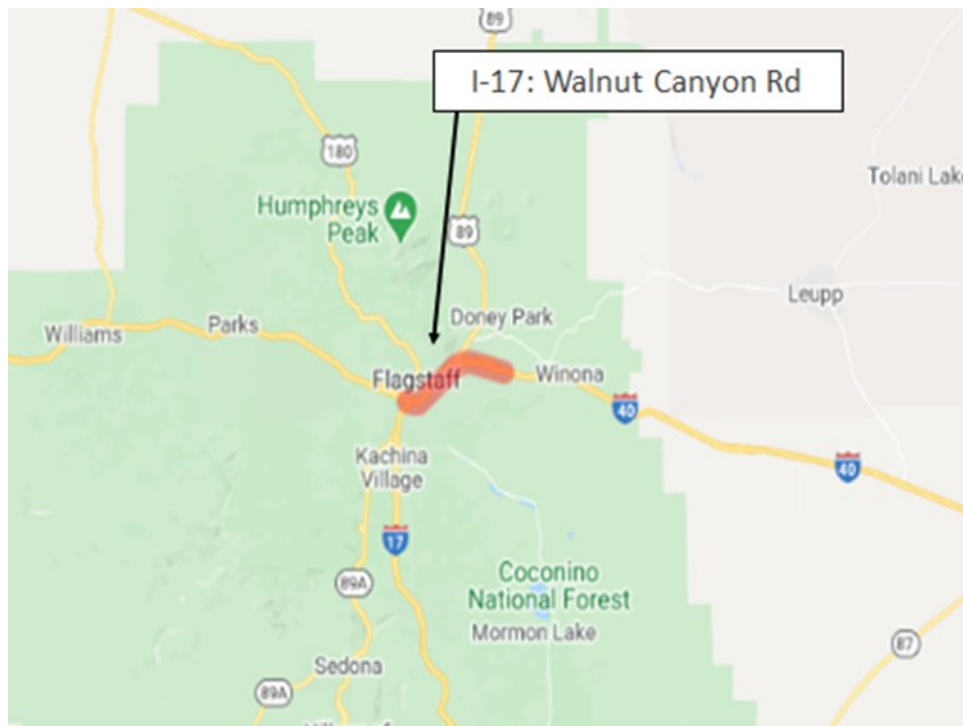 89
I-17: Walnut Canyon Rd
180
Tolani Lake
Humphreys
Peak
89
Leupp
Doney Park
Williams
Parks
Flagstaff
Winona
40
Kachina
Village
40
17
Coconino
National Forest
89A
Mormon Lake
87
Sedona
89A